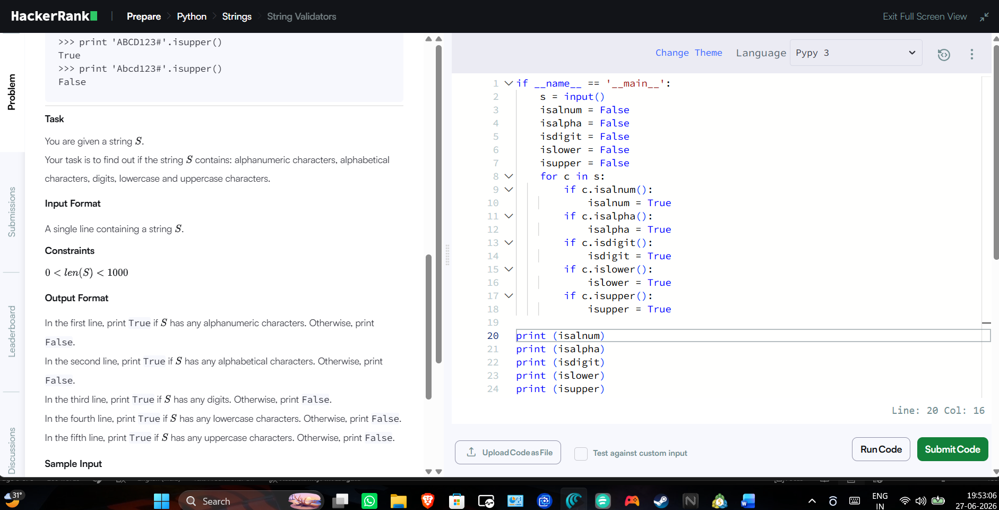 HackerRank | Prepare > Python > Strings > String Validators
Exit Full Screen View
Problem
Submissions
Leaderboard
Discussions
>>> print 'ABCD123#'.isupper()
True
>>> print 'Abcd123#'.isupper()
False
Task
You are given a string S.
Your task is to find out if the string S contains: alphanumeric characters, alphabetical
characters, digits, lowercase and uppercase characters.
Input Format
A single line containing a string S.
Constraints
0 < len(S) < 1000
Output Format
In the first line, print True if S has any alphanumeric characters. Otherwise, print
False.
In the second line, print True if S has any alphabetical characters. Otherwise, print
False.
In the third line, print True if S has any digits. Otherwise, print False.
In the fourth line, print True if S has any lowercase characters. Otherwise, print False.
In the fifth line, print True if S has any uppercase characters. Otherwise, print False.
Sample Input
Change Theme Language Pypy 3
1 if __name__ == '__main__':
2     s = input()
3     isalnum = False
4     isalpha = False
5     isdigit = False
6     islower = False
7     isupper = False
8     for c in s:
9         if c.isalnum():
10             isalnum = True
11         if c.isalpha():
12             isalpha = True
13         if c.isdigit():
14             isdigit = True
15         if c.islower():
16             islower = True
17         if c.isupper():
18             isupper = True
19
20 print (isalnum)
21 print (isalpha)
22 print (isdigit)
23 print (islower)
24 print (isupper)
Line: 20 Col: 16
Upload Code as File
Test against custom input
Run Code
Submit Code
31°
Search
ENG
IN
19:53:06
27-06-2026